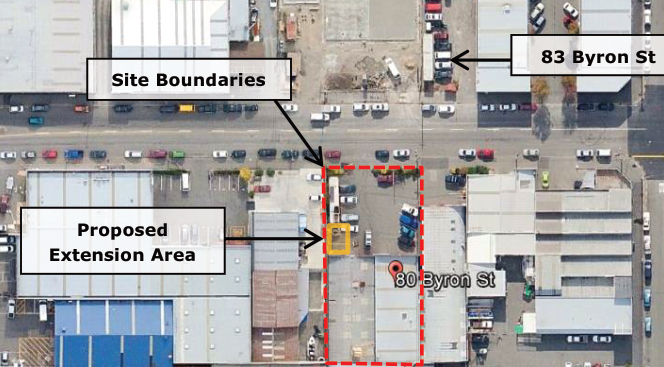 83 Byron St
Site Boundaries
Proposed
Extension Area
80 Byron St